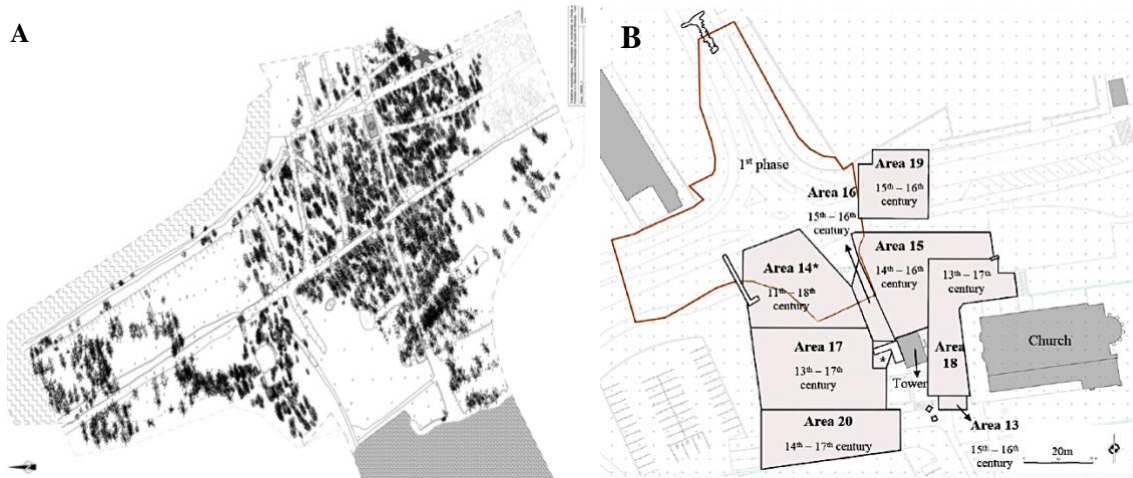 A
B
1st phase
Area 19
15th – 16th
century
Area 16
15th – 16th
century
Area 15
14th – 16th
century
Area 14*
11th – 18th
century
13th – 17th
century
Area 17
13th – 17th
century
*
Area
18
Church
Tower
Area 20
14th – 17th century
Area 13
15th – 16th
century
20m